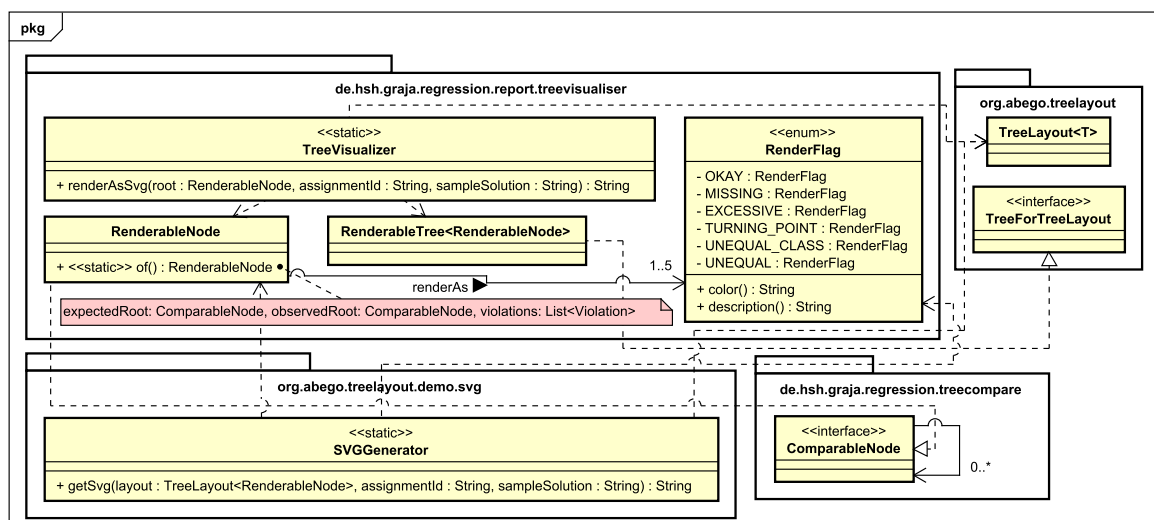 pkg
de.hsh.graja.regression.report.treevisualiser
<<static>>
TreeVisualizer
+ renderAsSvg(root : RenderableNode, assignmentId : String, sampleSolution : String) : String
RenderableNode
+ <<static>> of() : RenderableNode
RenderableTree<RenderableNode>
<<enum>>
RenderFlag
- OKAY : RenderFlag
- MISSING : RenderFlag
- EXCESSIVE : RenderFlag
- TURNING_POINT : RenderFlag
- UNEQUAL_CLASS : RenderFlag
- UNEQUAL : RenderFlag
+ color() : String
+ description() : String
1..5
renderAs
expectedRoot: ComparableNode, observedRoot: ComparableNode, violations: List<Violation>
org.abego.treelayout
TreeLayout<T>
<<interface>>
TreeForTreeLayout
org.abego.treelayout.demo.svg
<<static>>
SVGGenerator
+ getSvg(layout : TreeLayout<RenderableNode>, assignmentId : String, sampleSolution : String) : String
de.hsh.graja.regression.treecompare
<<interface>>
ComparableNode
0..*